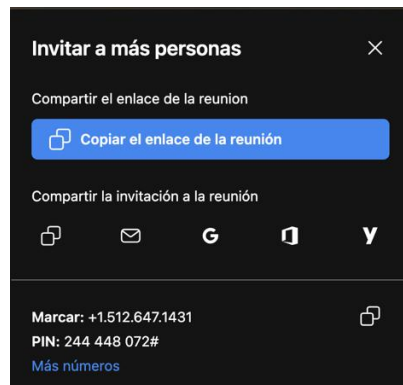 Invitar a más personas
Compartir el enlace de la reunion
Copiar el enlace de la reunión
Compartir la invitación a la reunión
Marcar: +1.512.647.1431
PIN: 244 448 072#
Más números